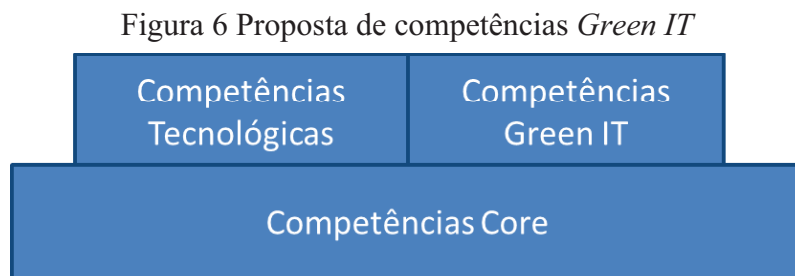 Figura 6 Proposta de competências Green IT
Competências
Tecnológicas
Competências
Green IT
Competências Core